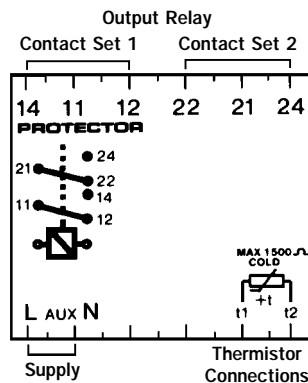 Output Relay
Contact Set 1 Contact Set 2
14 11 12 22 21 24
PROTECTOR
24
21
22
14
11
12
MAX 1500 Ω
COLD
+t
L AUX N t1 t2
Supply Thermistor
Connections